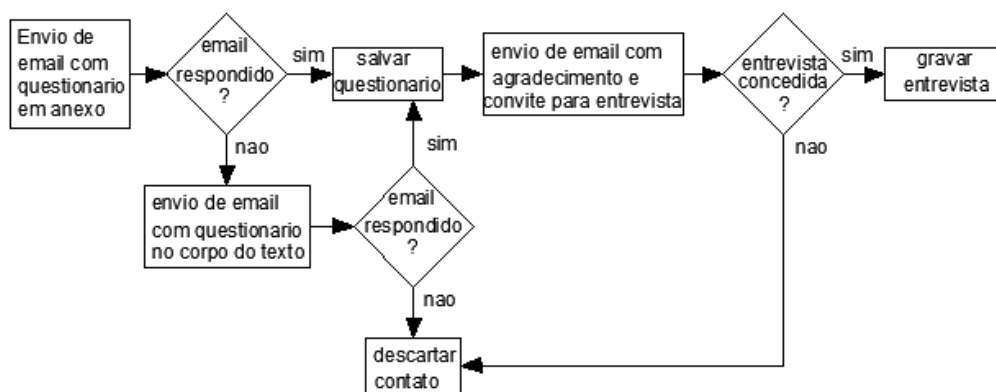 Envio de
email com
questionario
em anexo
email
respondido
?
sim
nao
salvar
questionario
envio de email com
agradecimento e
convite para entrevista
entrevista
concedida
?
sim
nao
gravar
entrevista
envio de email
com questionario
no corpo do texto
email
respondido
?
sim
nao
descartar
contato